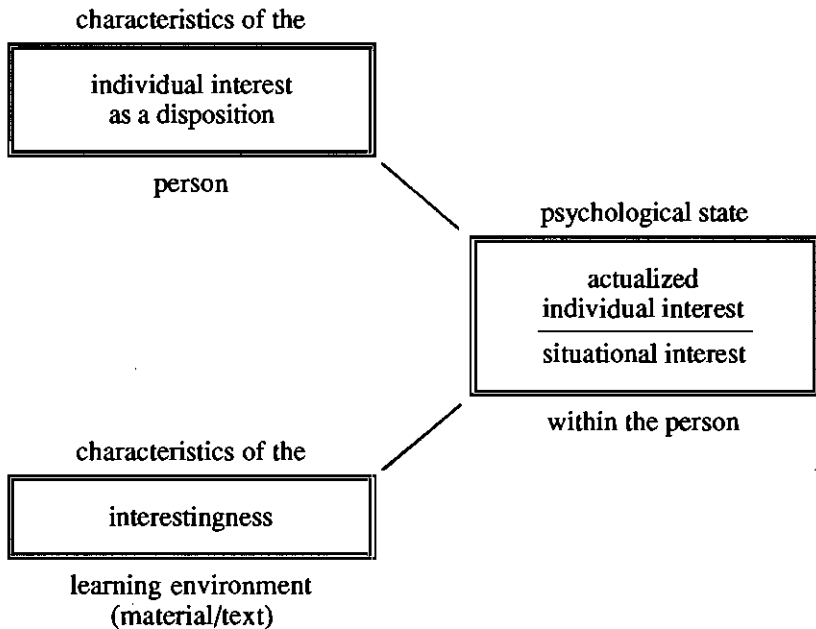 characteristics of the
individual interest
as a disposition
person
psychological state
actualized
individual interest
situational interest
within the person
characteristics of the
interestingness
learning environment
(material/text)